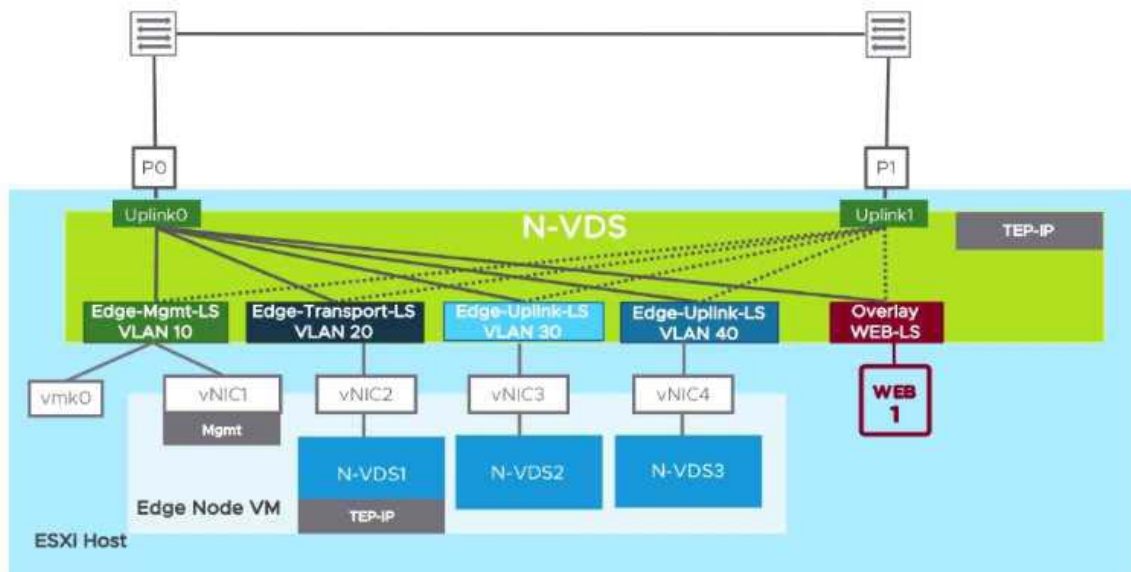 P0
P1
Uplink0
N-VDS
Uplink1
TEP-IP
Edge-Mgmt-LS
VLAN 10
Edge-Transport-LS
VLAN 20
Edge-Uplink-LS
VLAN 30
Edge-Uplink-LS
VLAN 40
Overlay
WEB-LS
vmk0
vNIC1
Mgmt
vNIC2
vNIC3
vNIC4
WEB
1
N-VDS1
TEP-IP
N-VDS2
N-VDS3
Edge Node VM
ESXi Host